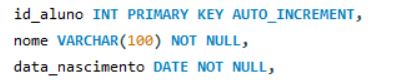 id_aluno INT PRIMARY KEY AUTO_INCREMENT,
nome VARCHAR(100) NOT NULL,
data_nascimento DATE NOT NULL,